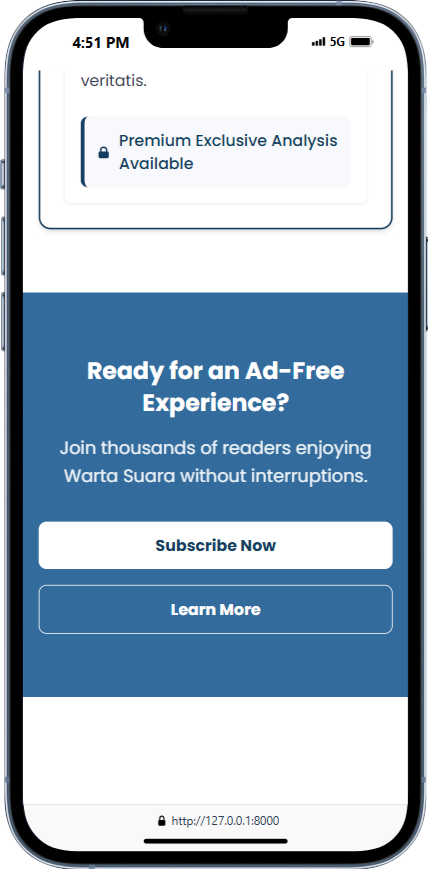 4:51 PM
5G
veritatis.
Premium Exclusive Analysis
Available
Ready for an Ad-Free
Experience?
Join thousands of readers enjoying
Warta Suara without interruptions.
Subscribe Now
Learn More
http://127.0.0.1:8000